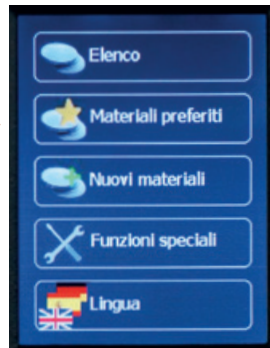 Elenco
Materiali preferiti
Nuovi materiali
Funzioni speciali
Lingua